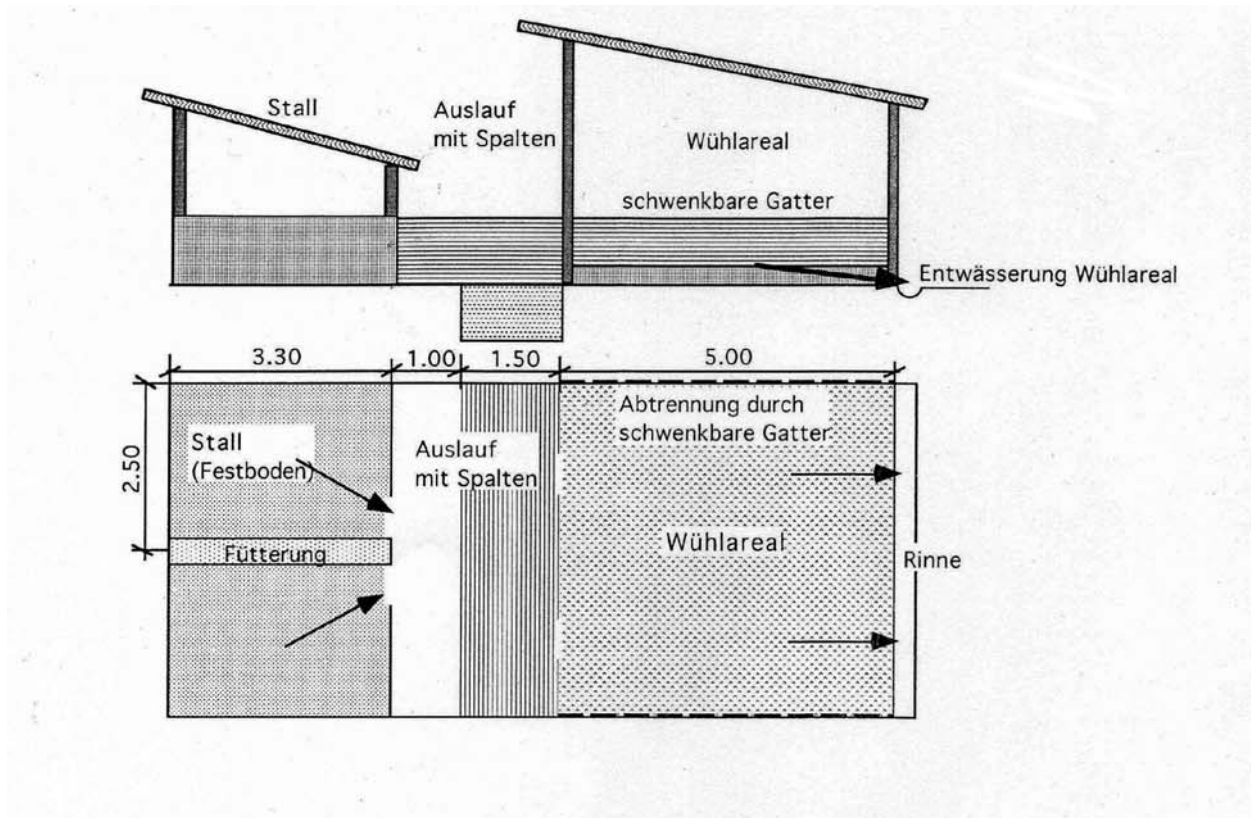 Stall
Auslauf
mit Spalten
Wühlareal
schwenkbare Gatter
Entwässerung Wühlareal
3.30
1.00
1.50
5.00
2.50
Stall
(Festboden)
Auslauf
mit Spalten
Abtrennung durch
schwenkbare Gatter
Fütterung
Wühlareal
Rinne